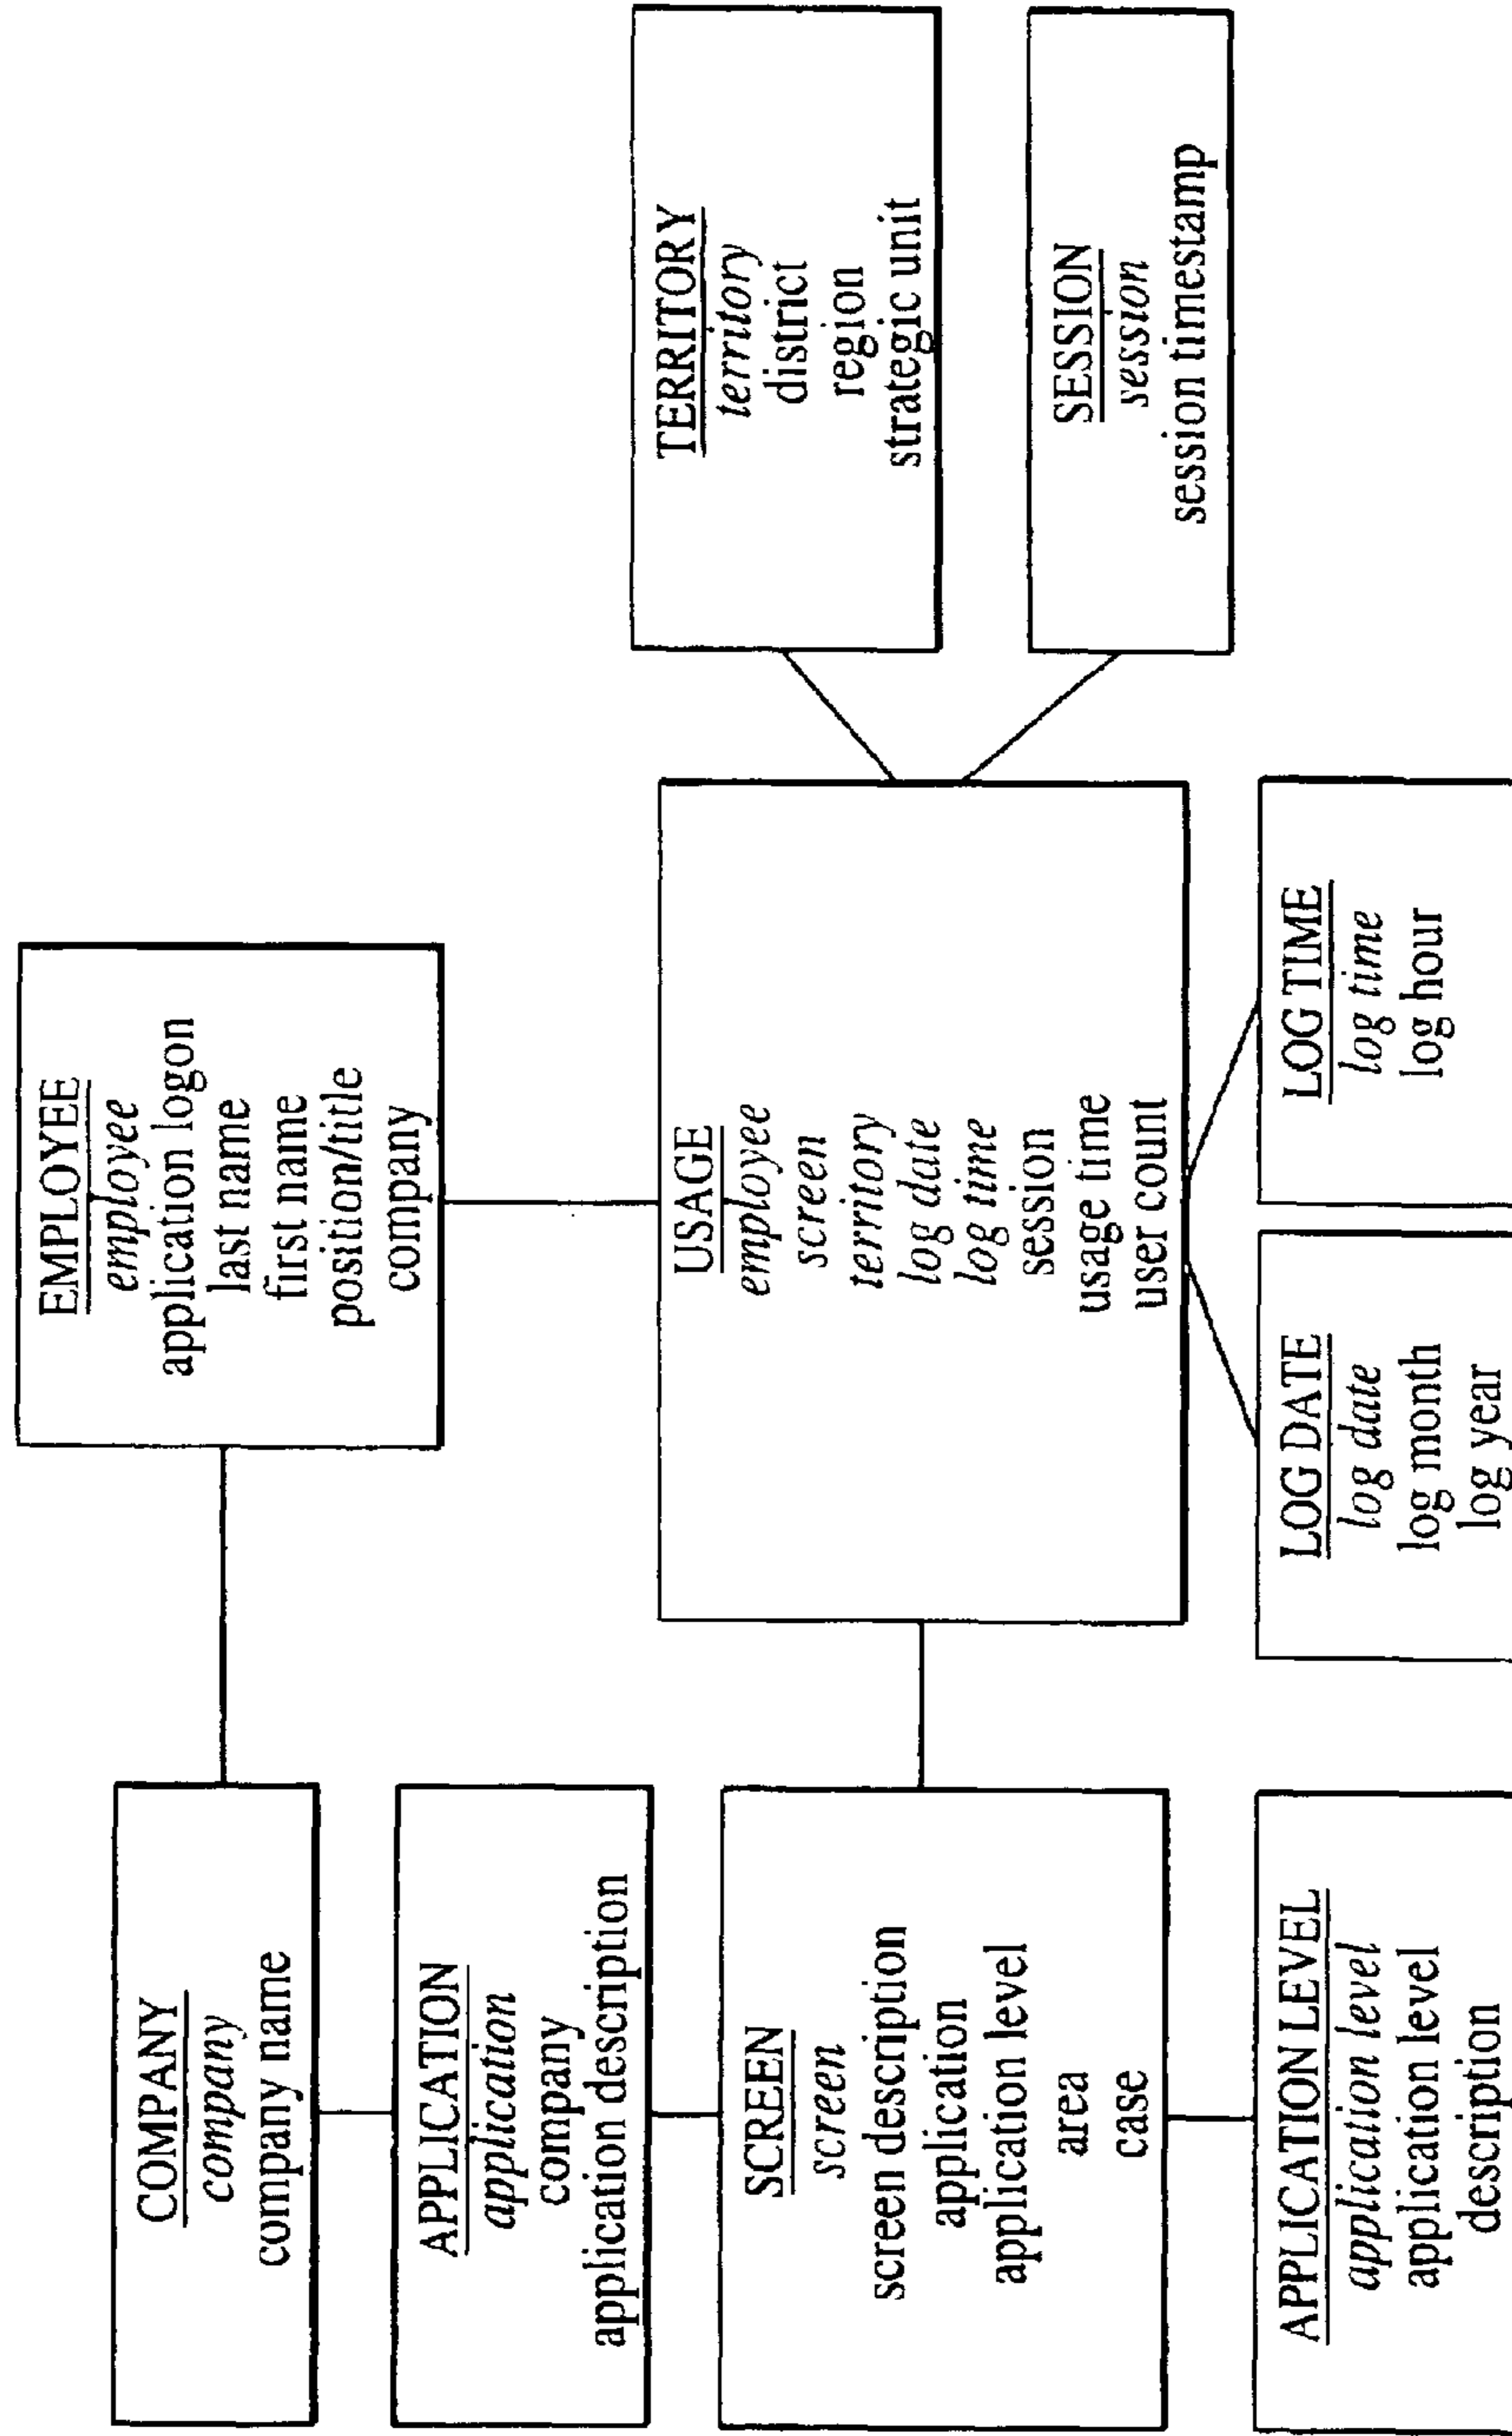 COMPANY
company
company name
APPLICATION
application
company
application description
SCREEN
screen
screen description
application
application level
area
case
APPLICATION LEVEL
application level
application level
description
EMPLOYEE
employee
application logon
last name
first name
position/title
company
USAGE
employee
screen
territory
log date
log time
session
usage time
user count
LOG DATE
log date
log month
log year
LOG TIME
log time
log hour
TERRITORY
territory
district
region
strategic unit
SESSION
session
session timestamp